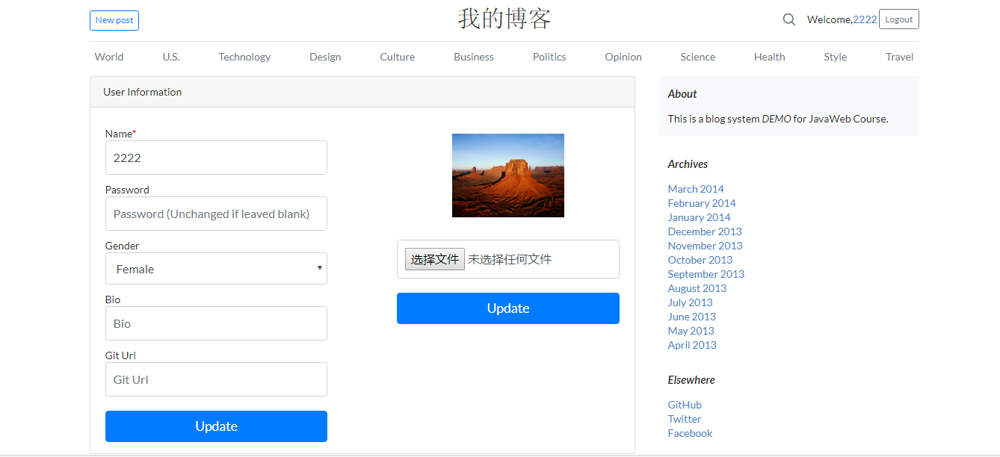 New post
我的博客
Welcome,2222 Logout
World U.S. Technology Design Culture Business Politics Opinion Science Health Style Travel
User Information
Name*
2222
Password
Password (Unchanged if leaved blank)
Gender
Female
Bio
Bio
Git Url
Git Url
Update
选择文件 未选择任何文件
Update
About
This is a blog system DEMO for JavaWeb Course.
Archives
March 2014
February 2014
January 2014
December 2013
November 2013
October 2013
September 2013
August 2013
July 2013
June 2013
May 2013
April 2013
Elsewhere
GitHub
Twitter
Facebook